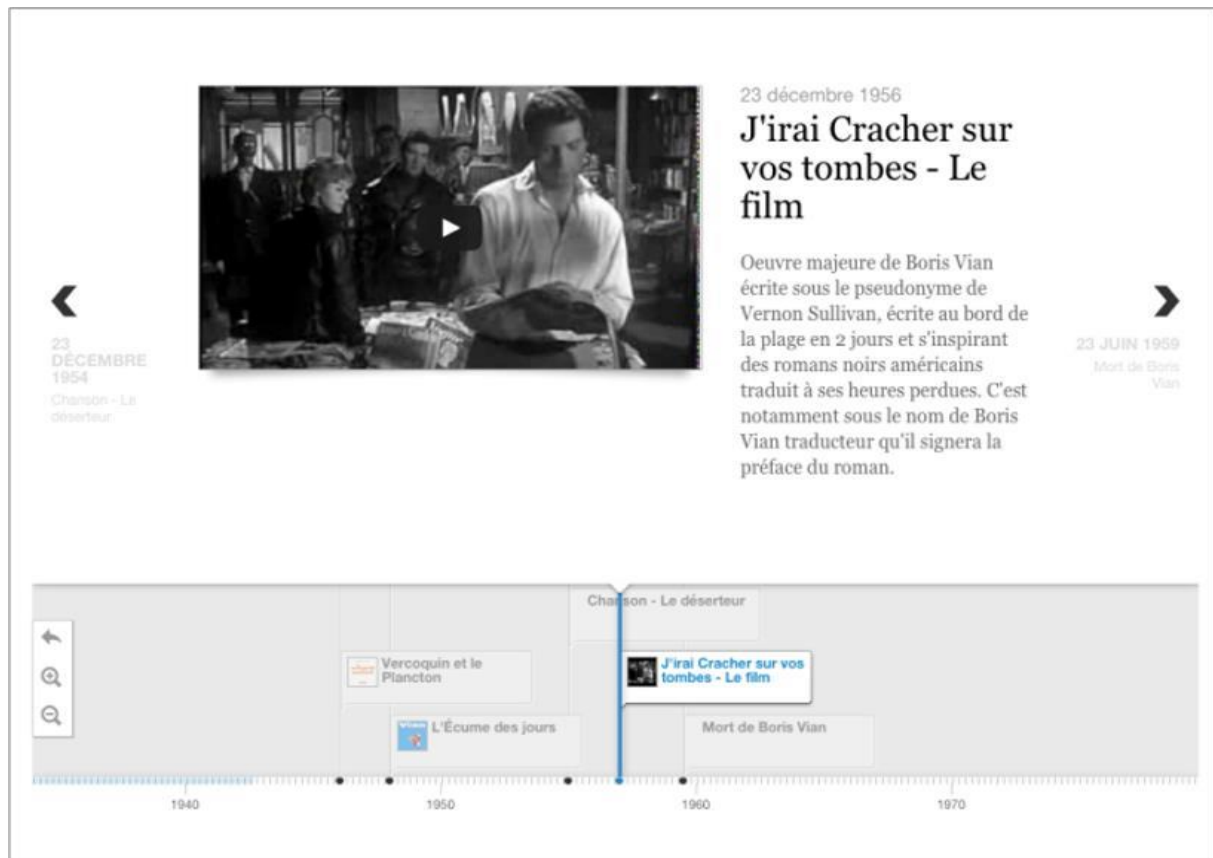 23 décembre 1956
J'irai Cracher sur
vos tombes - Le
film
Oeuvre majeure de Boris Vian
écrite sous le pseudonyme de
Vernon Sullivan, écrite au bord de
la plage en 2 jours et s'inspirant
des romans noirs américains
traduit à ses heures perdues. C'est
notamment sous le nom de Boris
Vian traducteur qu'il signera la
préface du roman.
23
DÉCEMBRE
1954
Chanson - Le
déserteur
23 JUIN 1959
Mort de Boris
Vian
Chanson - Le déserteur
Vercoquin et le
Plancton
J'irai Cracher sur vos
tombes - Le film
L'Écume des jours
Mort de Boris Vian
1940
1950
1960
1970